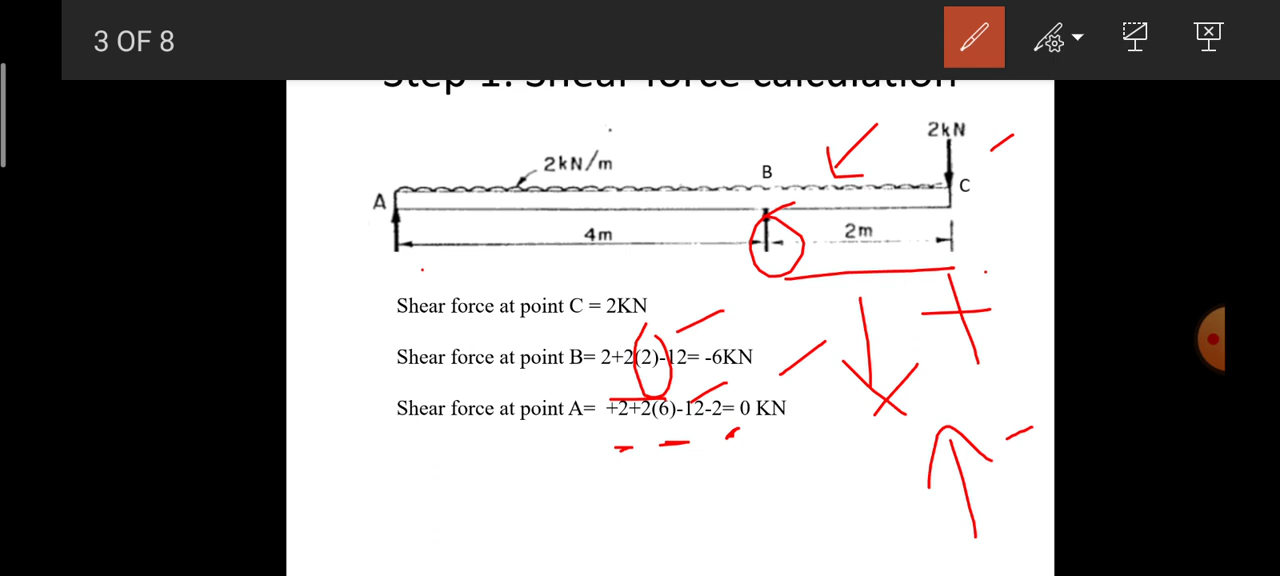 3 OF 8
Step 1: Shear force calculation
2kN
2kN/m
B
A
C
4m
2m
Shear force at point C = 2KN
Shear force at point B= 2+2(2)-12= -6KN
Shear force at point A= +2+2(6)-12-2= 0 KN